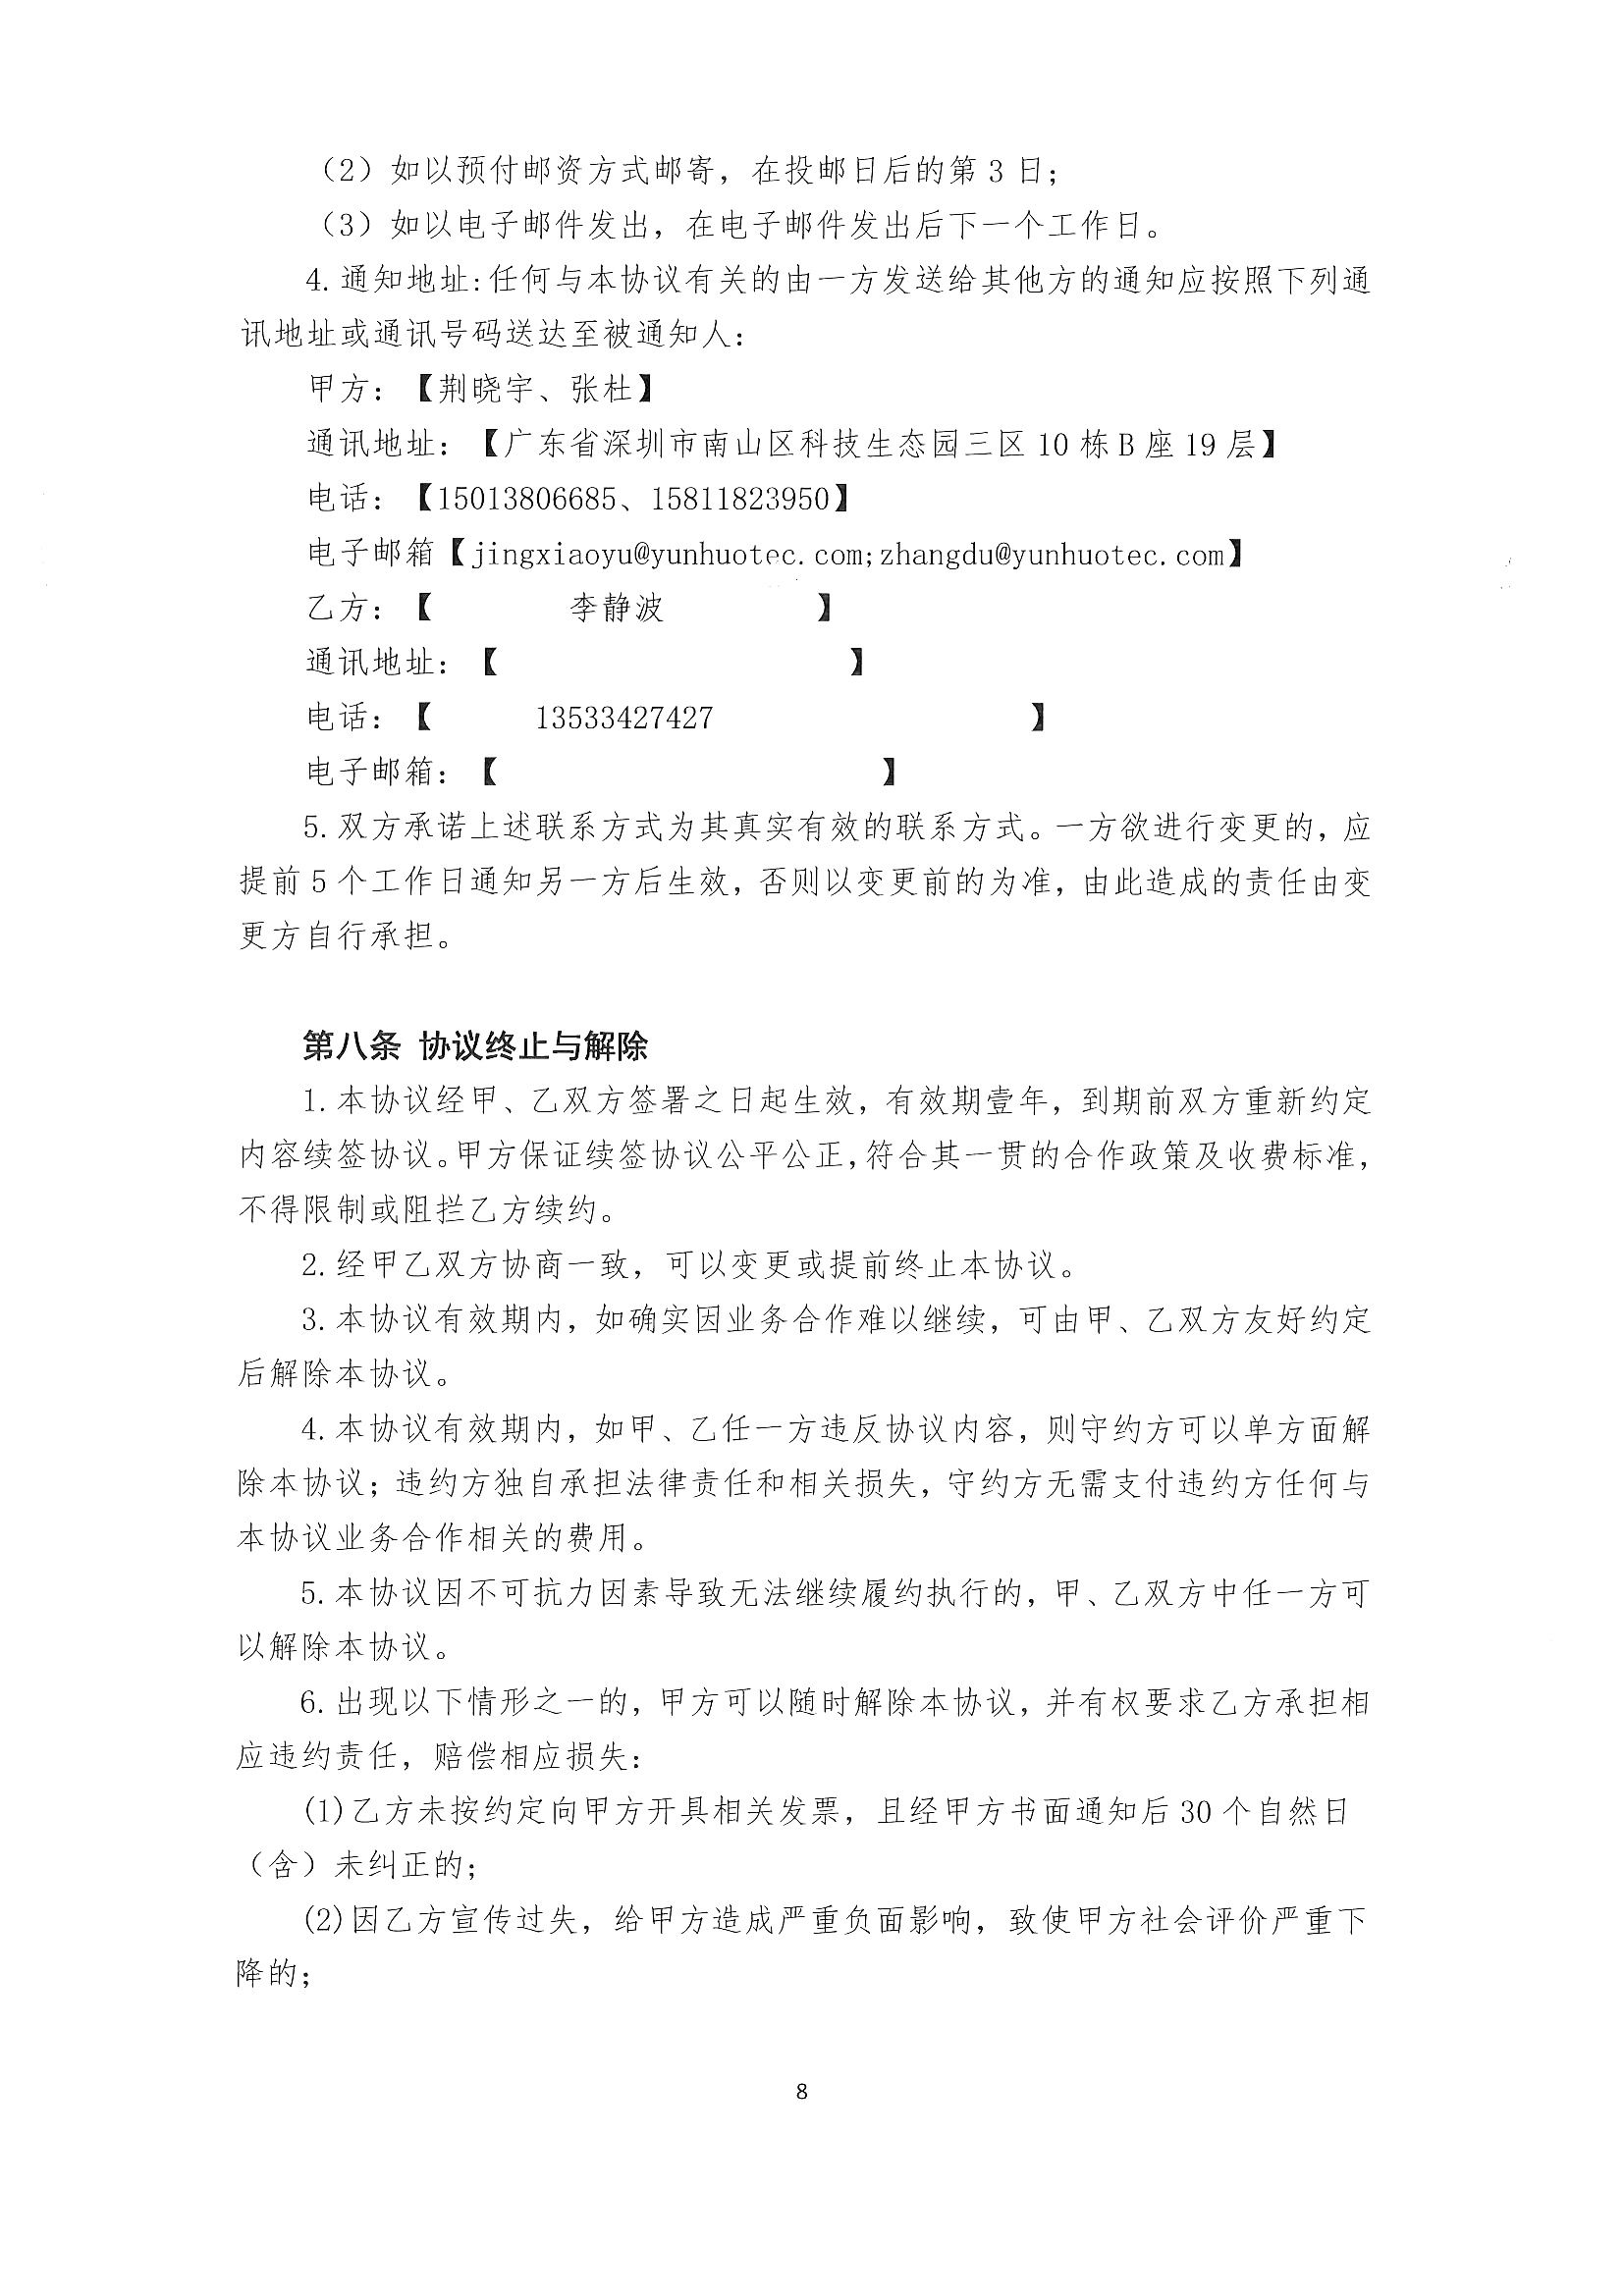 （2）如以预付邮资方式邮寄，在投邮日后的第 3 日；
（3）如以电子邮件发出，在电子邮件发出后下一个工作日。
4.通知地址:任何与本协议有关的由一方发送给其他方的通知应按照下列通
讯地址或通讯号码送达至被通知人：
甲方：【荆晓宇、张杜】
通讯地址：【广东省深圳市南山区科技生态园三区 10 栋 B 座 19 层】
电话：【15013806685、15811823950】
电子邮箱【jingxiaoyu@yunhuotec.com;zhangdu@yunhuotec.com】
乙方：【 李静波 】
通讯地址：【 】
电话：【 13533427427 】
电子邮箱：【 】
5.双方承诺上述联系方式为其真实有效的联系方式。一方欲进行变更的，应
提前 5 个工作日通知另一方后生效，否则以变更前的为准，由此造成的责任由变
更方自行承担。
第八条 协议终止与解除
1.本协议经甲、乙双方签署之日起生效，有效期壹年，到期前双方重新约定
内容续签协议。甲方保证续签协议公平公正，符合其一贯的合作政策及收费标准，
不得限制或阻拦乙方续约。
2.经甲乙双方协商一致，可以变更或提前终止本协议。
3.本协议有效期内，如确实因业务合作难以继续，可由甲、乙双方友好约定
后解除本协议。
4.本协议有效期内，如甲、乙任一方违反协议内容，则守约方可以单方面解
除本协议；违约方独自承担法律责任和相关损失，守约方无需支付违约方任何与
本协议业务合作相关的费用。
5.本协议因不可抗力因素导致无法继续履约执行的，甲、乙双方中任一方可
以解除本协议。
6.出现以下情形之一的，甲方可以随时解除本协议，并有权要求乙方承担相
应违约责任，赔偿相应损失：
(1)乙方未按约定向甲方开具相关发票，且经甲方书面通知后 30 个自然日
（含）未纠正的；
(2)因乙方宣传过失，给甲方造成严重负面影响，致使甲方社会评价严重下
降的；
8